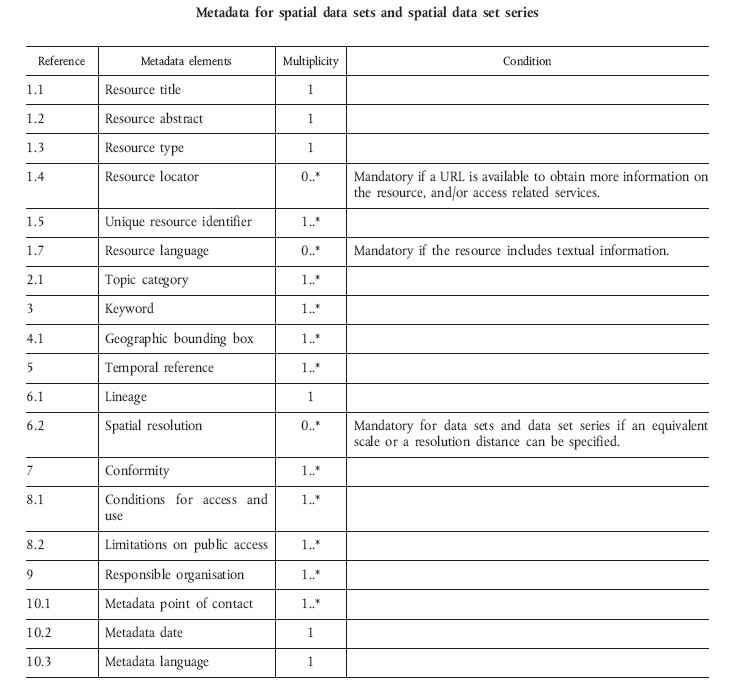 Metadata for spatial data sets and spatial data set series
Reference Metadata elements Multiplicity Condition
1.1 Resource title 1
1.2 Resource abstract 1
1.3 Resource type 1
1.4 Resource locator 0..* Mandatory if a URL is available to obtain more information on
the resource, and/or access related services.
1.5 Unique resource identifier 1..*
1.7 Resource language 0..* Mandatory if the resource includes textual information.
2.1 Topic category 1..*
3 Keyword 1..*
4.1 Geographic bounding box 1..*
5 Temporal reference 1..*
6.1 Lineage 1
6.2 Spatial resolution 0..* Mandatory for data sets and data set series if an equivalent
scale or a resolution distance can be specified.
7 Conformity 1..*
8.1 Conditions for access and 1..*
use
8.2 Limitations on public access 1..*
9 Responsible organisation 1..*
10.1 Metadata point of contact 1..*
10.2 Metadata date 1
10.3 Metadata language 1